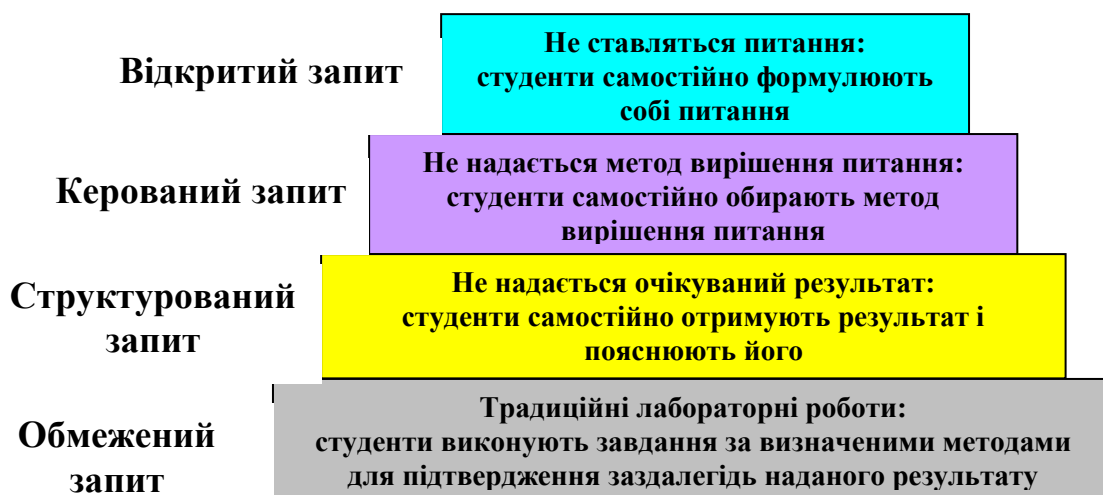 Відкритий запит
Не ставляться питання:
студенти самостійно формулюють
собі питання
Керований запит
Не надається метод вирішення питання:
студенти самостійно обирають метод
вирішення питання
Структурований
запит
Не надається очікуваний результат:
студенти самостійно отримують результат і
пояснюють його
Обмежений
запит
Традиційні лабораторні роботи:
студенти виконують завдання за визначеними методами
для підтвердження заздалегідь наданого результату